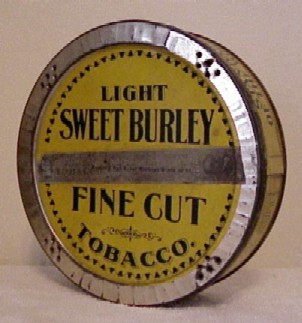 LIGHT
SWEET BURLEY
FINE CUT
TOBACCO.